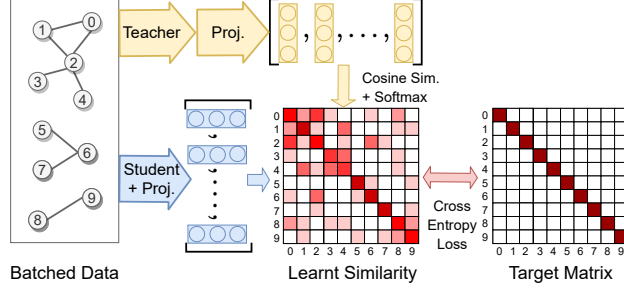 0
1
2
3
4
5
6
7
8
9
Batched Data
Teacher
Proj.
, , . . . ,
Cosine Sim.
+ Softmax
Student
+ Proj.
0
1
2
3
4
5
6
7
8
9
0 1 2 3 4 5 6 7 8 9
Learnt Similarity
Cross
Entropy
Loss
0
1
2
3
4
5
6
7
8
9
0 1 2 3 4 5 6 7 8 9
Target Matrix